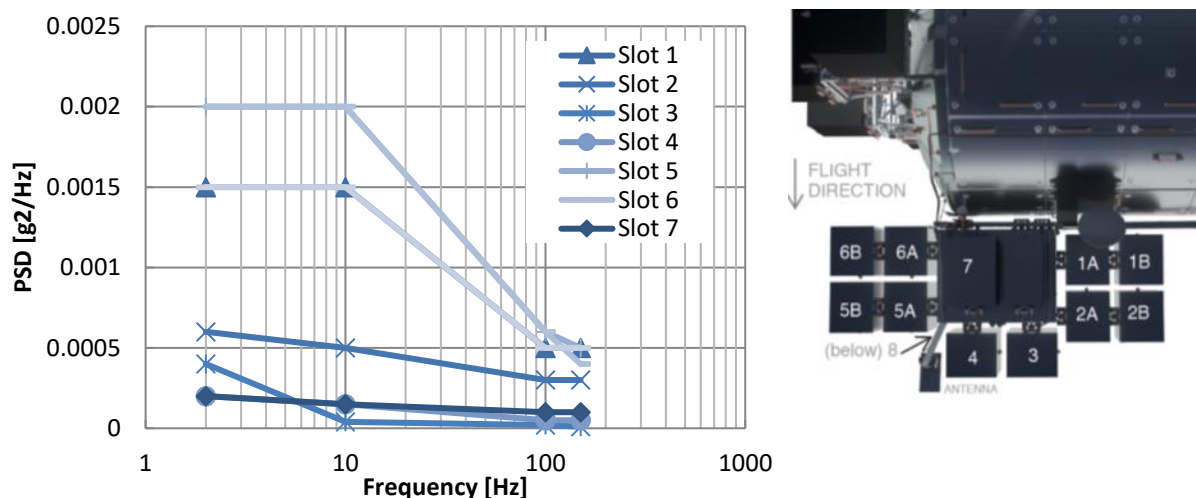 0.0025
0.002
0.0015
0.001
0.0005
0
PSD [g2/Hz]
1
10
100
1000
Frequency [Hz]
Slot 1
Slot 2
Slot 3
Slot 4
Slot 5
Slot 6
Slot 7
FLIGHT
DIRECTION
6B
6A
7
1A
1B
5B
5A
2A
2B
(below) 8
4
3
ANTENNA